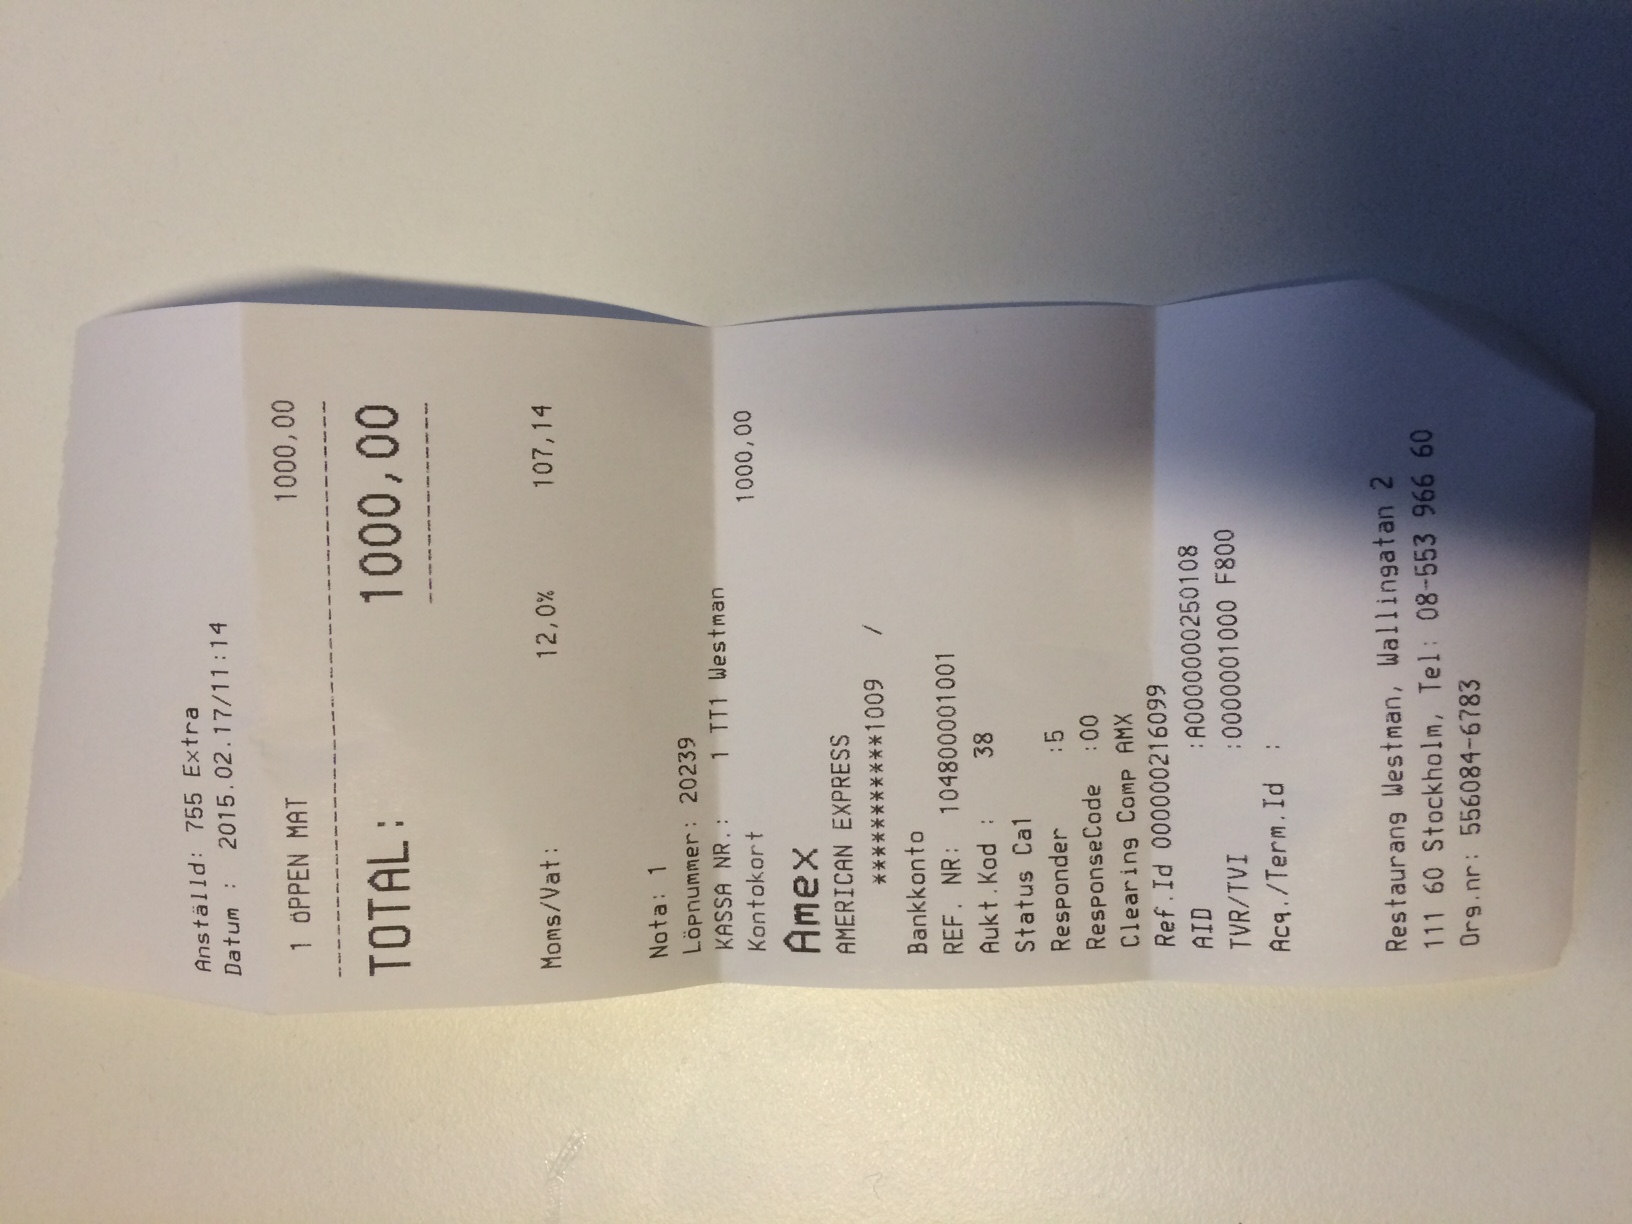 Anställd: 755 Extra
Datum : 2015.02.17/11:14
1 ÖPPEN MAT 1000,00
TOTAL: 1000,00
Moms/Vat: 12,0% 107,14
Nota: 1
Löpnummer: 20239
KASSA NR.: 1 TT1 Westman
Kontokort 1000,00
Amex
AMERICAN EXPRESS
***********1009 /
Bankkonto
REF. NR: 104800001001
Aukt.Kod : 38
Status Ca1
Responder :5
ResponseCode :00
Clearing Comp AMX
Ref.Id 000000216099
AID :A0000000250108
TVR/TVI :0000001000 F800
Acq./Term.Id :
Restaurang Westman, Wallingatan 2
111 60 Stockholm, Tel: 08-553 966 60
Org.nr: 556084-6783